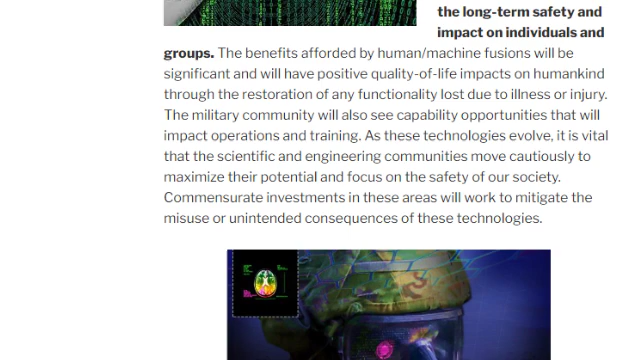 the long-term safety and
impact on individuals and
groups. The benefits afforded by human/machine fusions will be
significant and will have positive quality-of-life impacts on humankind
through the restoration of any functionality lost due to illness or injury.
The military community will also see capability opportunities that will
impact operations and training. As these technologies evolve, it is vital
that the scientific and engineering communities move cautiously to
maximize their potential and focus on the safety of our society.
Commensurate investments in these areas will work to mitigate the
misuse or unintended consequences of these technologies.